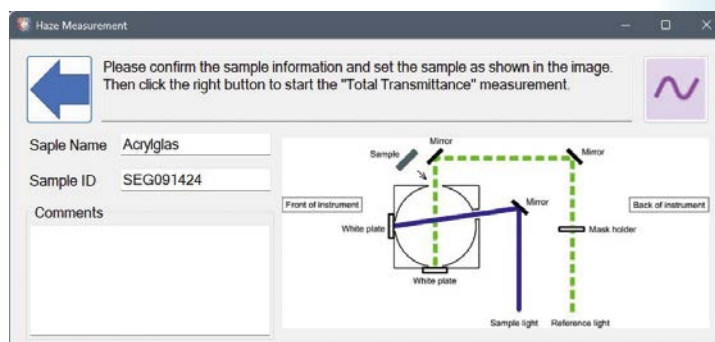 Haze Measurement
Please confirm the sample information and set the sample as shown in the image.
Then click the right button to start the "Total Transmittance" measurement.
Saple Name
Acrylglas
Sample ID
SEG091424
Comments
Mirror
Sample
Mirror
Front of instrument
Mirror
Back of instrument
White plate
Mask holder
White plate
Sample light
Reference light